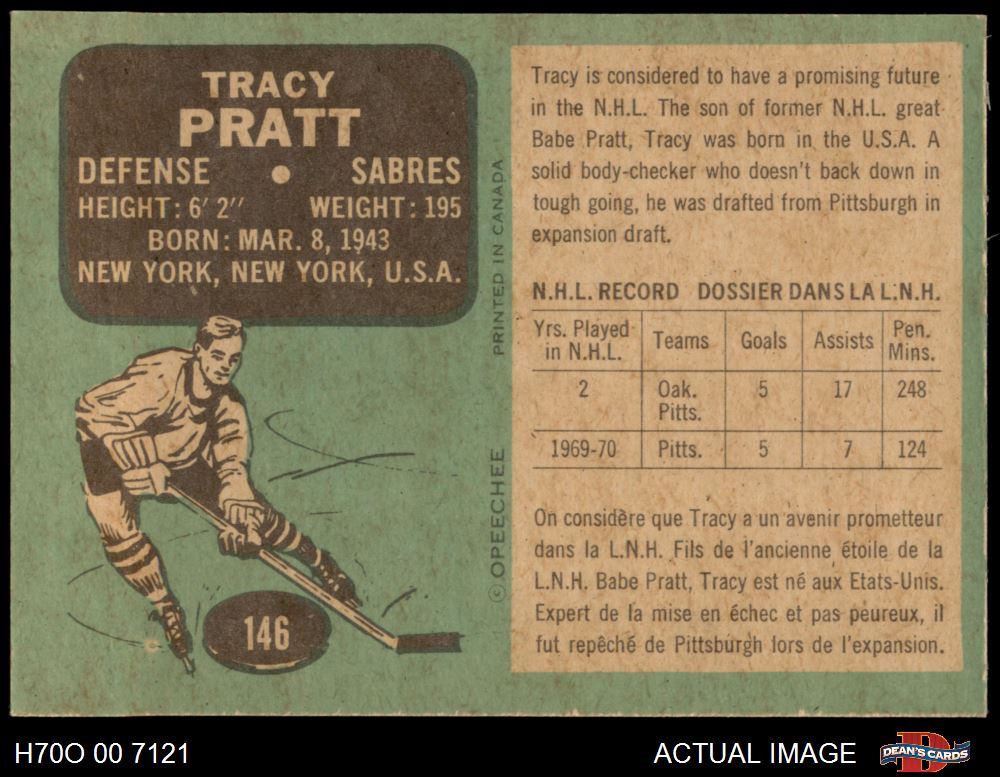 TRACY
PRATT
DEFENSE • SABRES
HEIGHT: 6' 2" WEIGHT: 195
BORN: MAR. 8, 1943
NEW YORK, NEW YORK, U.S.A.
146
© OPEECHEE PRINTED IN CANADA
Tracy is considered to have a promising future
in the N.H.L. The son of former N.H.L. great
Babe Pratt, Tracy was born in the U.S.A. A
solid body-checker who doesn't back down in
tough going, he was drafted from Pittsburgh in
expansion draft.
N.H.L. RECORD DOSSIER DANS LA L.N.H.
Yrs. Played in N.H.L. Teams Goals Assists Pen. Mins.
2 Oak. Pitts. 5 17 248
1969-70 Pitts. 5 7 124
On considère que Tracy a un avenir prometteur
dans la L.N.H. Fils de l'ancienne étoile de la
L.N.H. Babe Pratt, Tracy est né aux Etats-Unis.
Expert de la mise en échec et pas peureux, il
fut repêché de Pittsburgh lors de l'expansion.
H70O 00 7121
ACTUAL IMAGE
DEAN'S CARDS